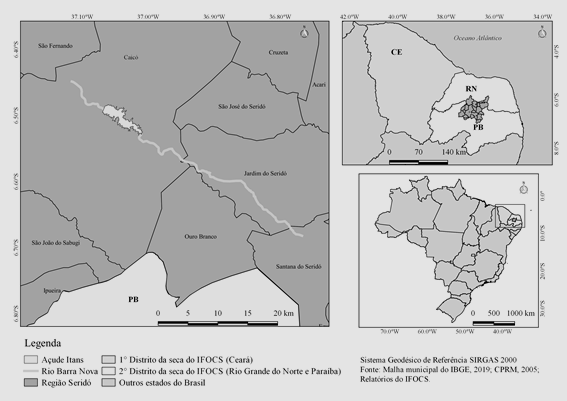 37.10°W 37.00°W 36.90°W 36.80°W
6.40°S
6.50°S
6.60°S
6.70°S
6.80°S
São Fernando
Caicó
Cruzeta
Acari
São José do Seridó
Jardim do Seridó
Ouro Branco
São João do Sabugi
Santana do Seridó
Ipueira
PB
0 5 10 15 20 km
42.0°W 40.0°W 38.0°W 36.0°W 34.0°W
Oceano Atlântico
CE
RN
PB
4.0°S
6.0°S
8.0°S
0 70 140 km
0.0°S
10.0°S
20.0°S
30.0°S
0 500 1000 km
70.0°W 60.0°W 50.0°W 40.0°W
Legenda
Açude Itans
Rio Barra Nova
Região Seridó
1° Distrito da seca do IFOCS (Ceará)
2° Distrito da seca do IFOCS (Rio Grande do Norte e Paraíba)
Outros estados do Brasil
Sistema Geodésico de Referência SIRGAS 2000
Fonte: Malha municipal do IBGE, 2019; CPRM, 2005;
Relatórios do IFOCS.